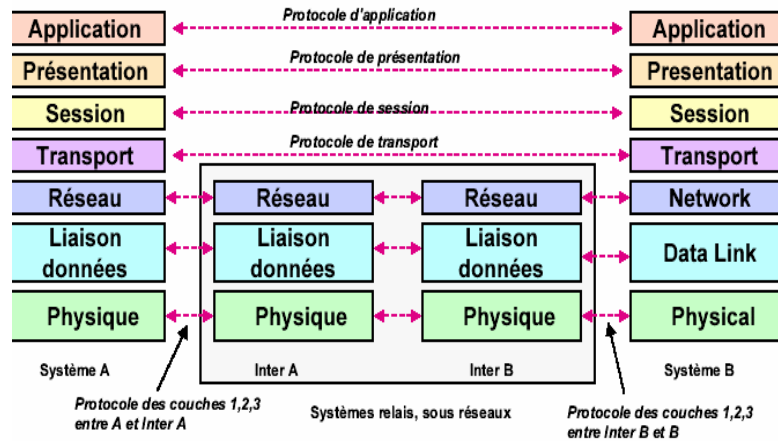 Application
Protocole d'application
Application
Présentation
Protocole de présentation
Presentation
Session
Protocole de session
Session
Transport
Protocole de transport
Transport
Réseau
Réseau
Réseau
Network
Liaison
données
Liaison
données
Liaison
données
Data Link
Physique
Physique
Physique
Physical
Système A
Inter A
Inter B
Système B
Protocole des couches 1,2,3
entre A et Inter A
Systèmes relais, sous réseaux
Protocole des couches 1,2,3
entre Inter B et B